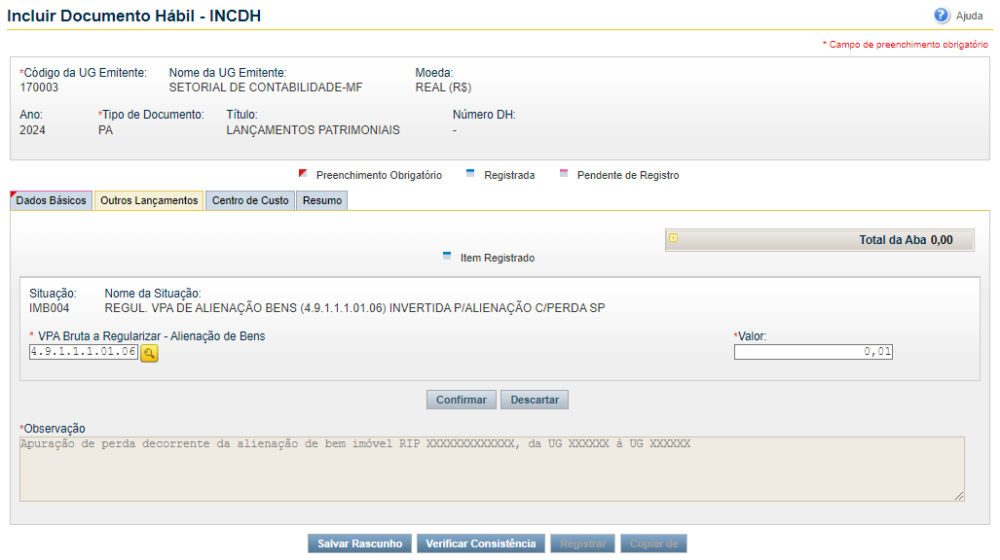 Incluir Documento Hábil - INCDH
Ajuda
* Campo de preenchimento obrigatório
*Código da UG Emitente: Nome da UG Emitente: Moeda:
170003 SETORIAL DE CONTABILIDADE-MF REAL (R$)
Ano: *Tipo de Documento: Título: Número DH:
2024 PA LANÇAMENTOS PATRIMONIAIS -
Preenchimento Obrigatório Registrada Pendente de Registro
Dados Básicos Outros Lançamentos Centro de Custo Resumo
Total da Aba 0,00
Item Registrado
Situação: Nome da Situação:
IMB004 REGUL. VPA DE ALIENAÇÃO BENS (4.9.1.1.1.01.06) INVERTIDA P/ALIENAÇÃO C/PERDA SP
* VPA Bruta a Regularizar - Alienação de Bens *Valor:
4.9.1.1.1.01.06 0,01
Confirmar Descartar
*Observação
Apuração de perda decorrente da alienação de bem imóvel RIP XXXXXXXXXXXXX, da UG XXXXXX à UG XXXXXX
Salvar Rascunho Verificar Consistência Registrar Copiar de